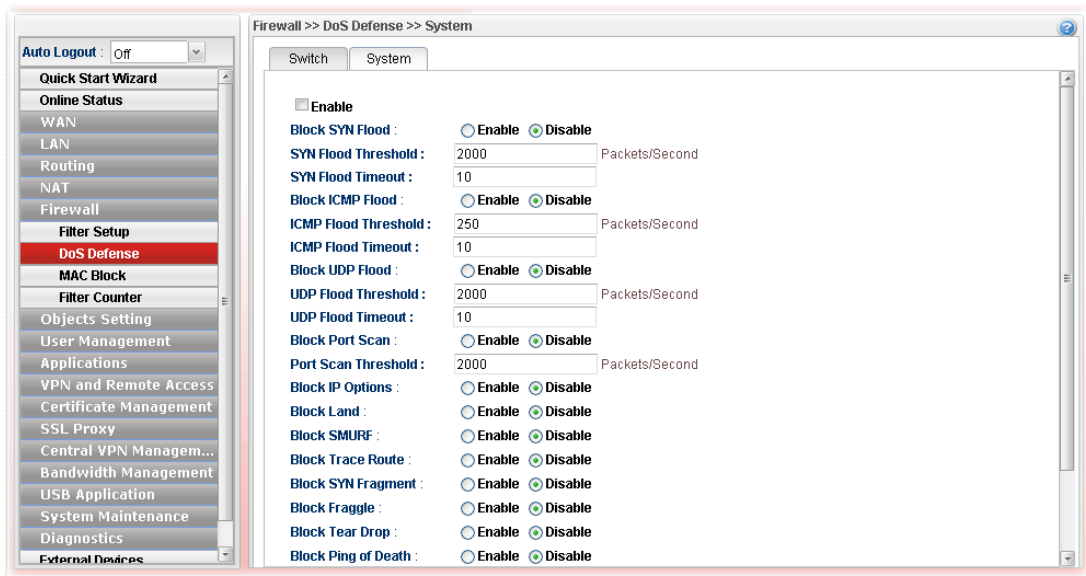 Firewall >> DoS Defense >> System
Auto Logout : Off
Quick Start Wizard
Online Status
WAN
LAN
Routing
NAT
Firewall
Filter Setup
DoS Defense
MAC Block
Filter Counter
Objects Setting
User Management
Applications
VPN and Remote Access
Certificate Management
SSL Proxy
Central VPN Managem...
Bandwidth Management
USB Application
System Maintenance
Diagnostics
External Devices
Switch System
Enable
Block SYN Flood : Enable Disable
SYN Flood Threshold : 2000 Packets/Second
SYN Flood Timeout : 10
Block ICMP Flood : Enable Disable
ICMP Flood Threshold : 250 Packets/Second
ICMP Flood Timeout : 10
Block UDP Flood : Enable Disable
UDP Flood Threshold : 2000 Packets/Second
UDP Flood Timeout : 10
Block Port Scan : Enable Disable
Port Scan Threshold : 2000 Packets/Second
Block IP Options : Enable Disable
Block Land : Enable Disable
Block SMURF : Enable Disable
Block Trace Route : Enable Disable
Block SYN Fragment : Enable Disable
Block Fraggle : Enable Disable
Block Tear Drop : Enable Disable
Block Ping of Death : Enable Disable